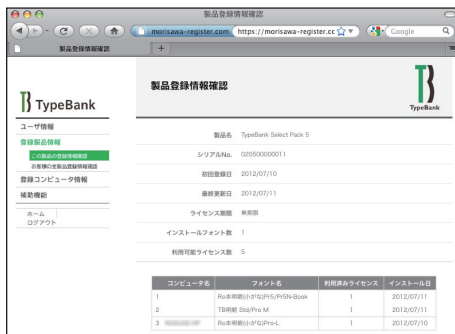 製品登録情報確認
morisawa-register.com
https://morisawa-register.cc
Google
製品登録情報確認
TypeBank
ユーザ情報
登録製品情報
この製品の登録情報確認
お客様の全製品登録情報確認
登録コンピュータ情報
補助機能
ホーム
ログアウト
製品登録情報確認
TypeBank
製品名 TypeBank Select Pack 5
シリアルNo. 020500000011
初回登録日 2012/07/10
最終更新日 2012/07/11
ライセンス期限 無期限
インストールフォント数 1
利用可能ライセンス数 5
コンピュータ名 フォント名 利用済みライセンス インストール日
1 Ro本明朝(小がな)Pr5/Pr5N-Book 1 2012/07/11
2 TB明朝 Std/Pro M 1 2012/07/11
3 Ro本明朝(小がな)Pro-L 1 2012/07/11